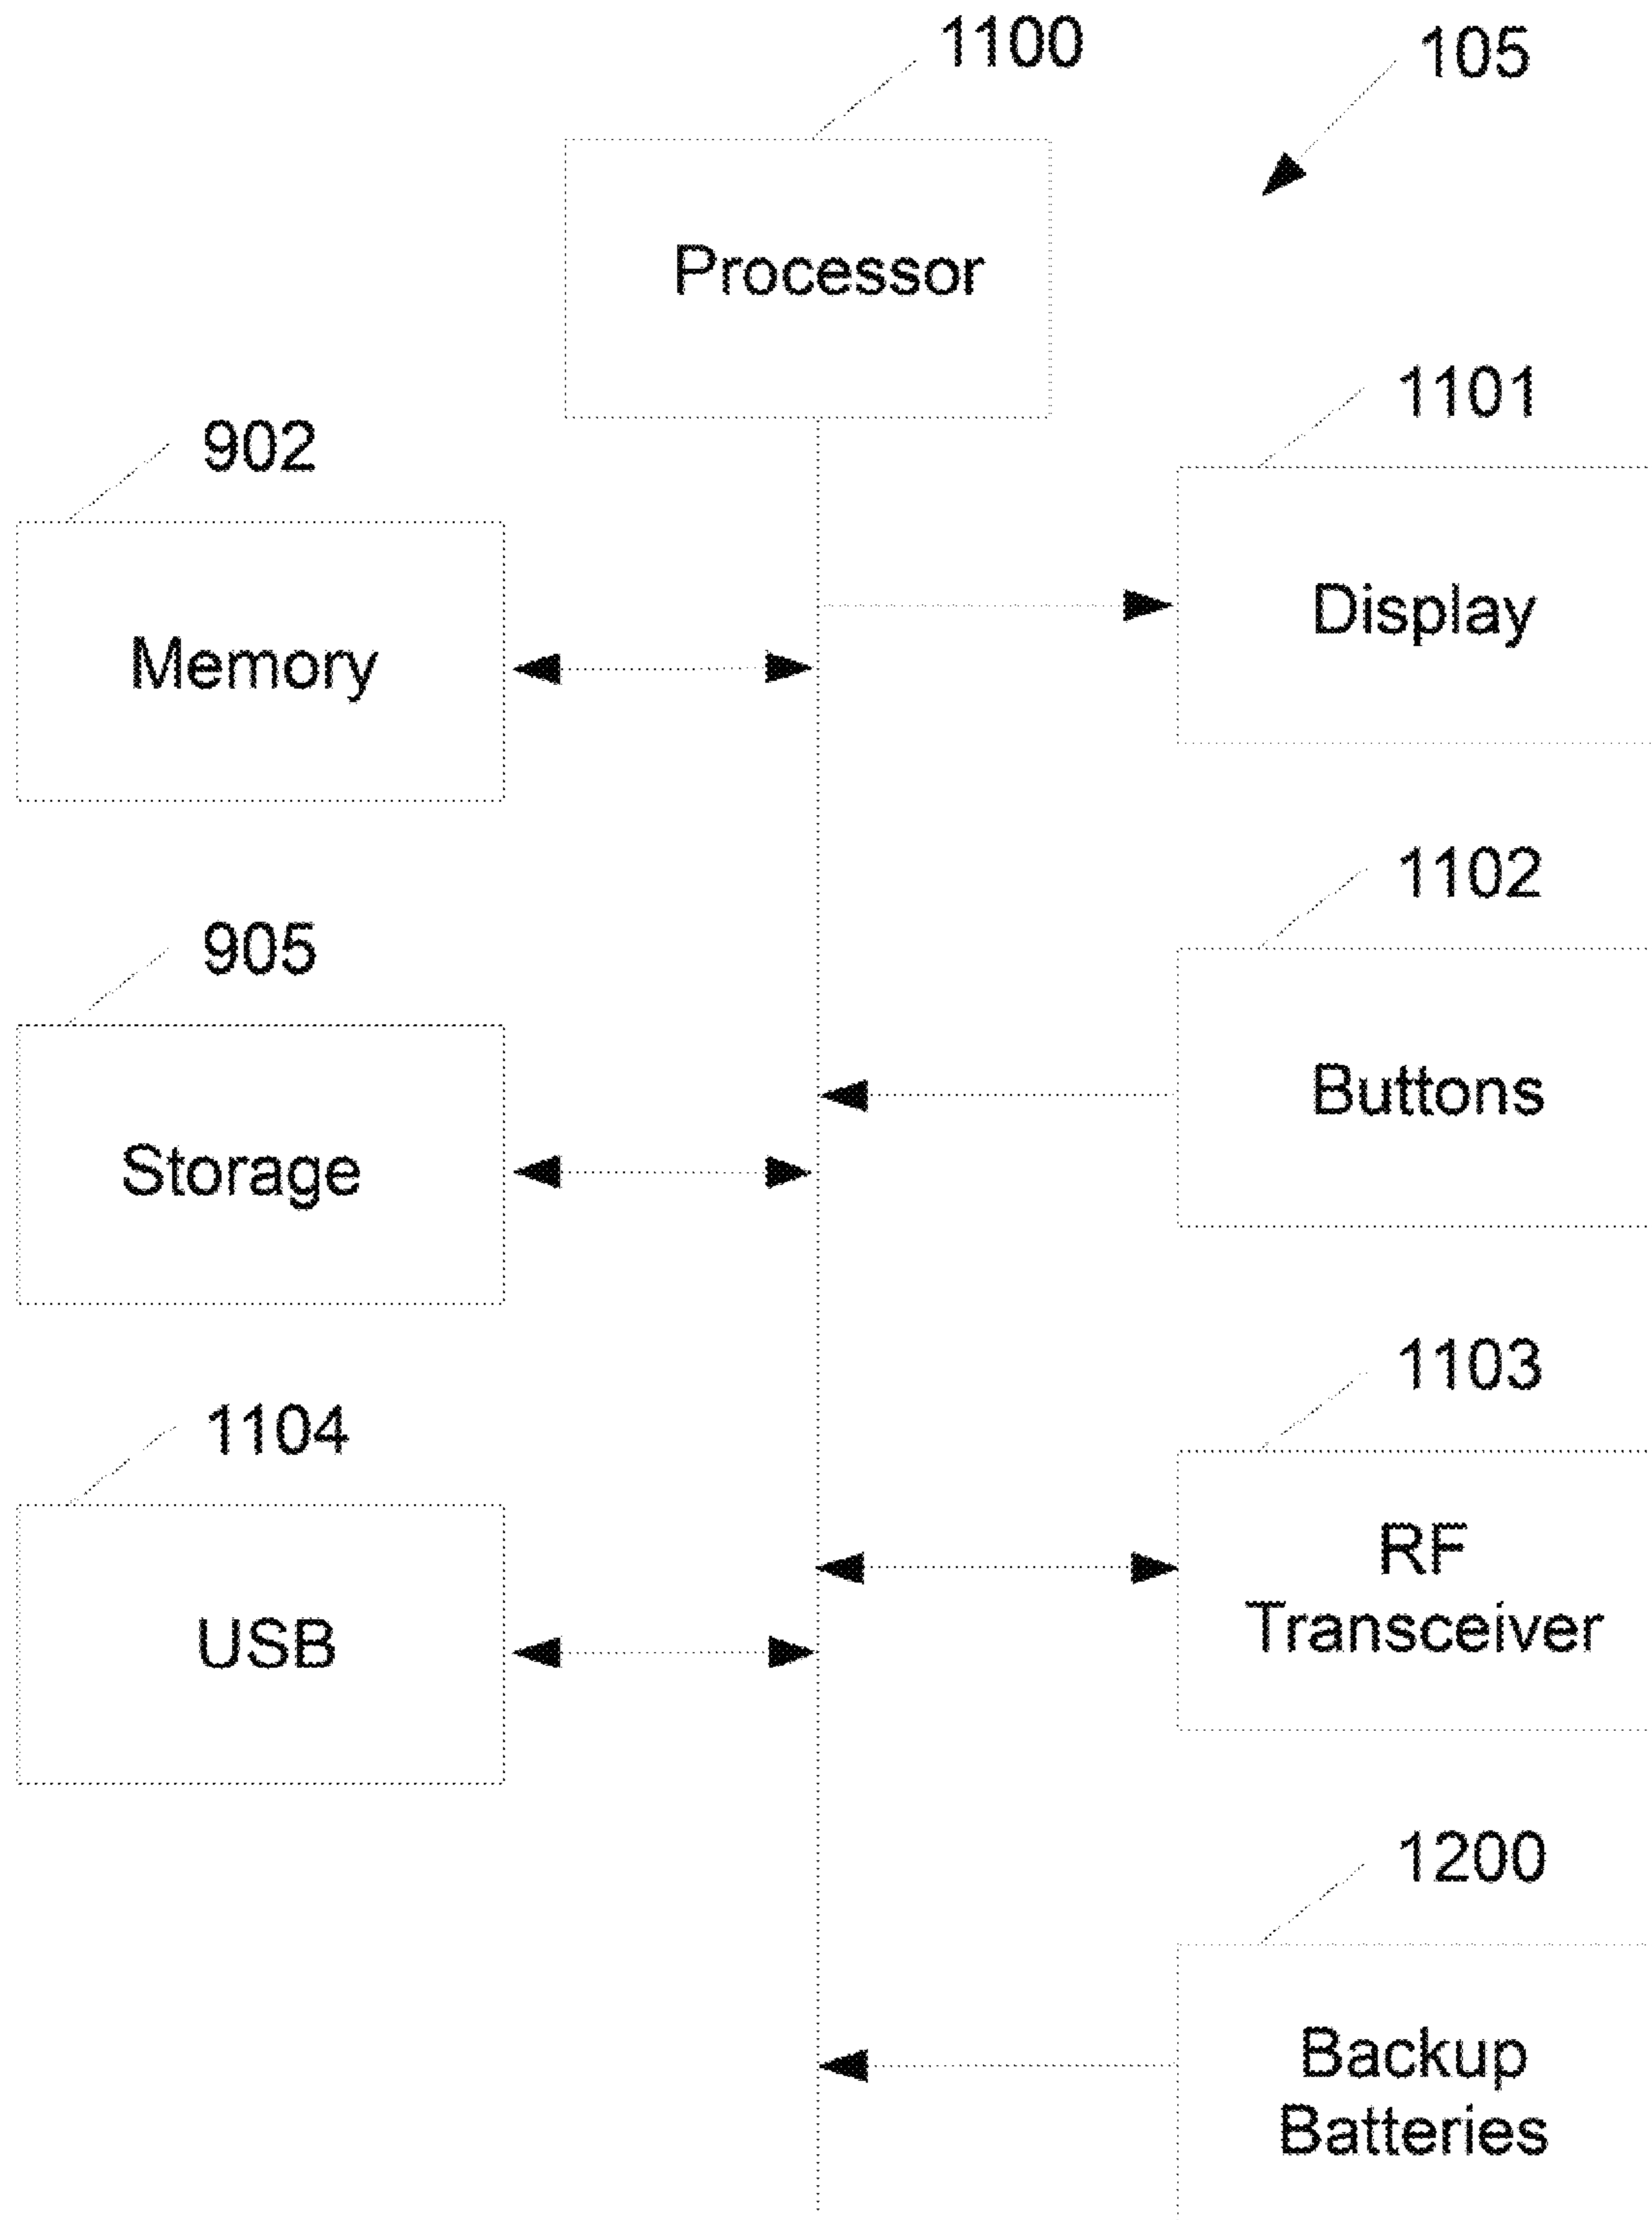 1100
105
Processor
1101
902
Display
Memory
1102
905
Buttons
Storage
1103
1104
RF
Transceiver
USB
1200
Backup
Batteries